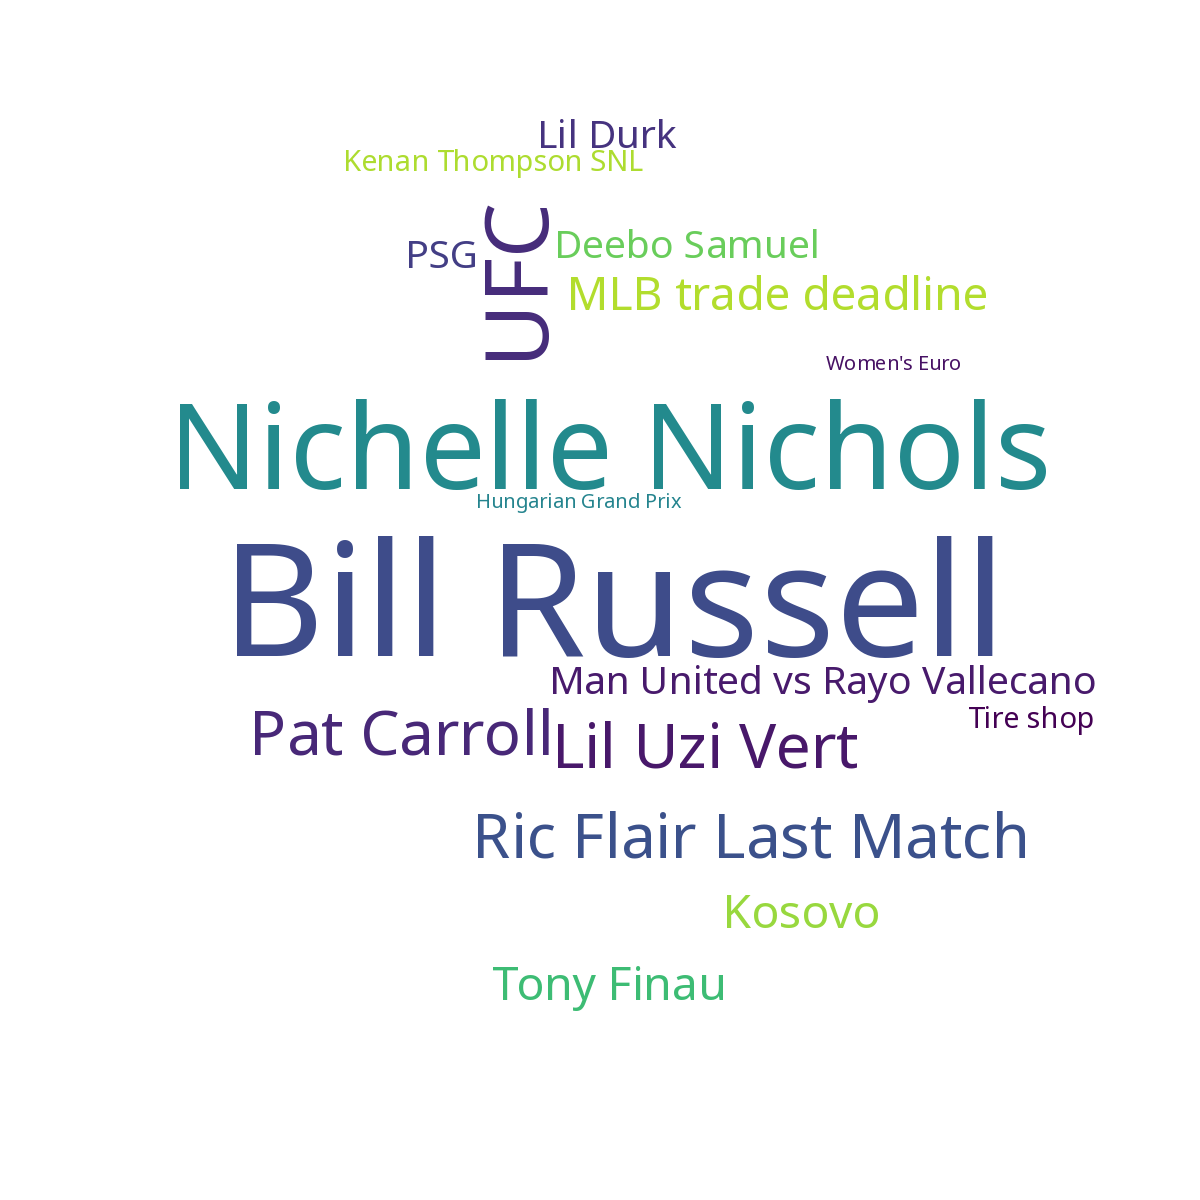 Lil Durk
Kenan Thompson SNL
UFC
PSG
Deebo Samuel
MLB trade deadline
Women's Euro
Nichelle Nichols
Hungarian Grand Prix
Bill Russell
Man United vs Rayo Vallecano
Tire shop
Pat Carroll
Lil Uzi Vert
Ric Flair Last Match
Kosovo
Tony Finau